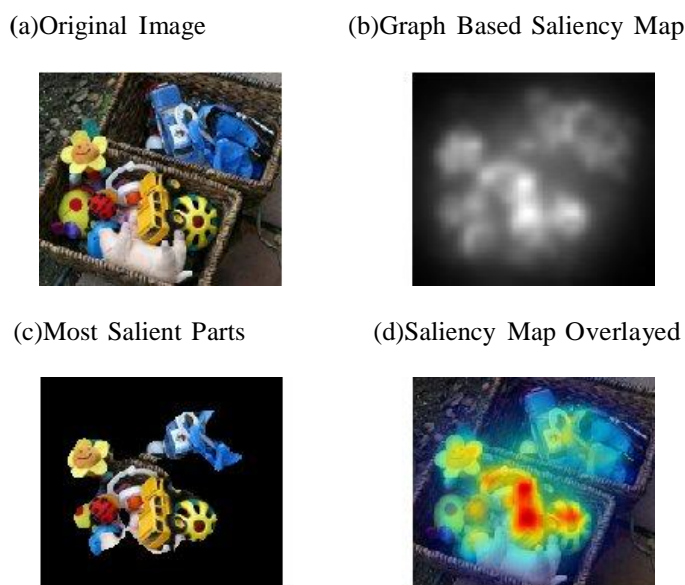 (a)Original Image
(b)Graph Based Saliency Map
(c)Most Salient Parts
(d)Saliency Map Overlayed